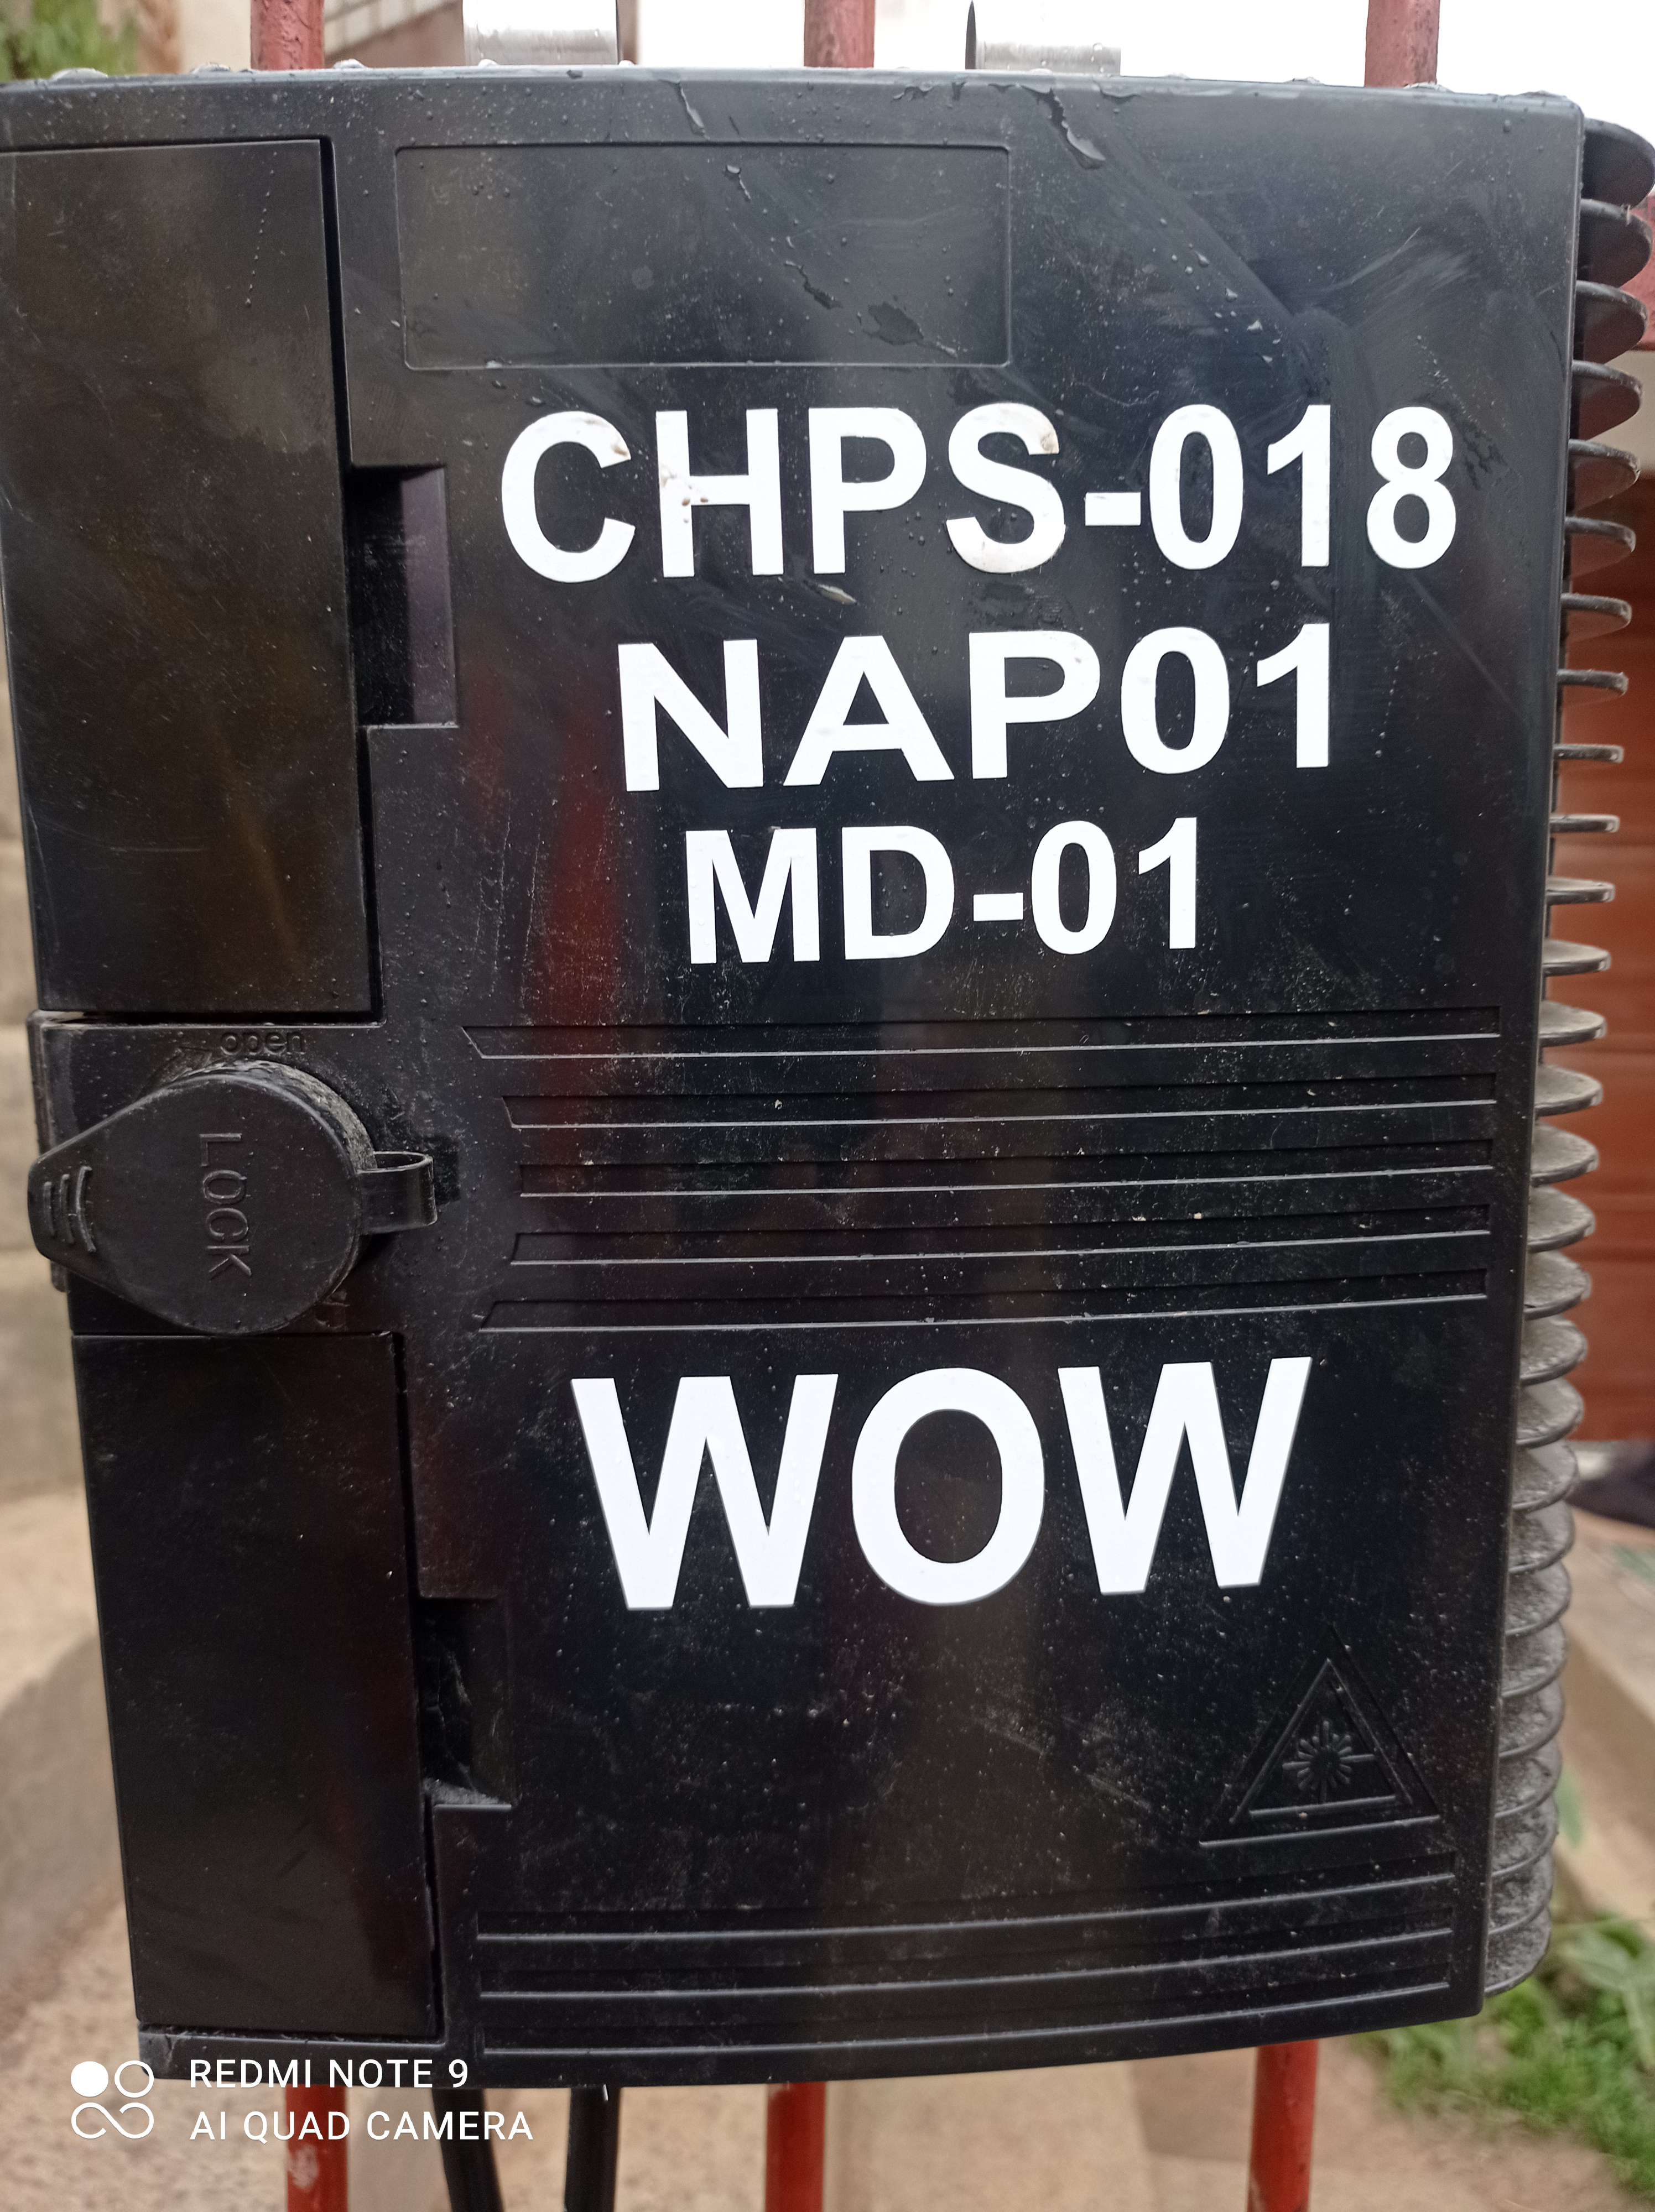 CHPS-018
NAP01
MD-01
open
LOCK
WOW
REDMI NOTE 9
AI QUAD CAMERA